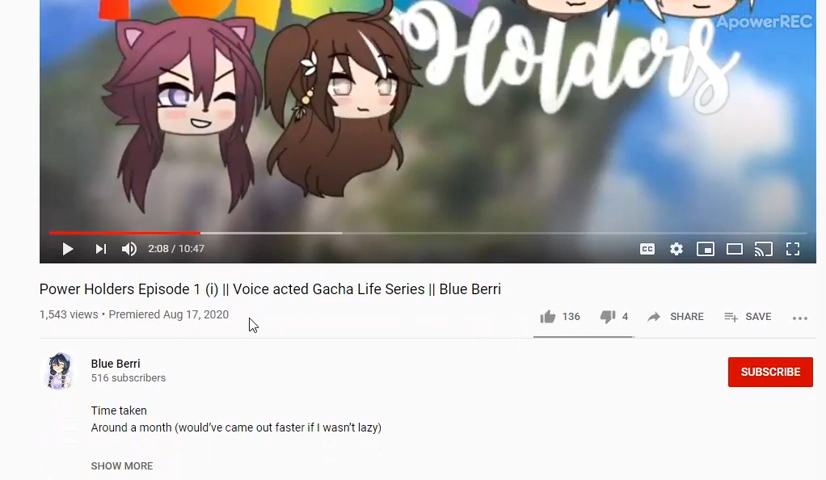 ApowerREC
Holders
2:08 / 10:47
CC
Power Holders Episode 1 (i) || Voice acted Gacha Life Series || Blue Berri
1,543 views • Premiered Aug 17, 2020
136
4
SHARE
SAVE
Blue Berri
516 subscribers
SUBSCRIBE
Time taken
Around a month (would've came out faster if I wasn't lazy)
SHOW MORE